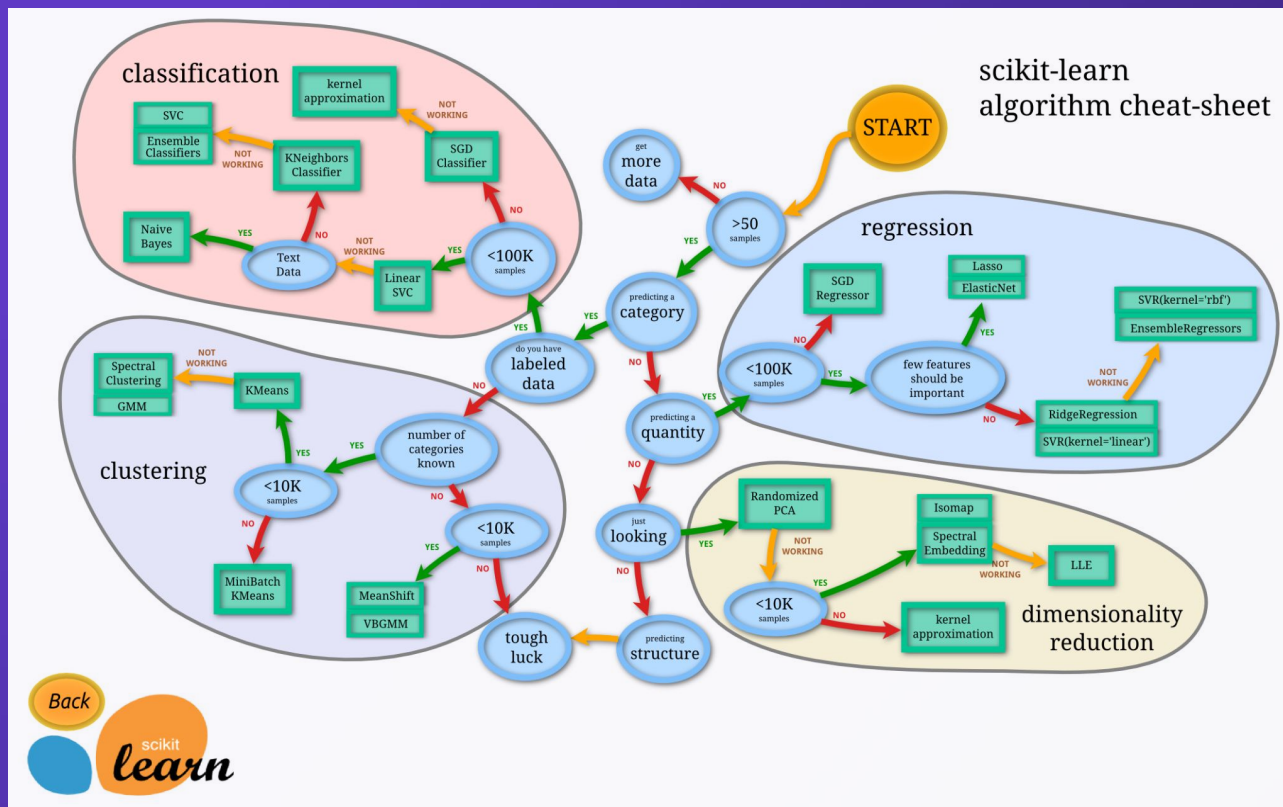 scikit-learn
algorithm cheat-sheet
START
classification
kernel
approximation
NOT
WORKING
SVC
Ensemble
Classifiers
NOT
WORKING
KNeighbors
Classifier
SGD
Classifier
NO
Naive
Bayes
YES
Text
Data
NO
NOT
WORKING
Linear
SVC
YES
<100K
samples
YES
get
more
data
NO
>50
samples
YES
predicting a
category
YES
NO
do you have
labeled
data
NO
predicting a
quantity
YES
NO
just
looking
YES
NO
predicting
structure
tough
luck
regression
SGD
Regressor
NO
<100K
samples
YES
few features
should be
important
YES
Lasso
ElasticNet
NO
RidgeRegression
SVR(kernel='linear')
NOT
WORKING
SVR(kernel='rbf')
EnsembleRegressors
clustering
Spectral
Clustering
GMM
NOT
WORKING
KMeans
YES
number of
categories
known
YES
NO
<10K
samples
NO
MiniBatch
KMeans
<10K
samples
YES
NO
MeanShift
VBGMM
dimensionality
reduction
Randomized
PCA
NOT
WORKING
<10K
samples
YES
NO
Isomap
Spectral
Embedding
NOT
WORKING
LLE
kernel
approximation
Back
scikit
learn